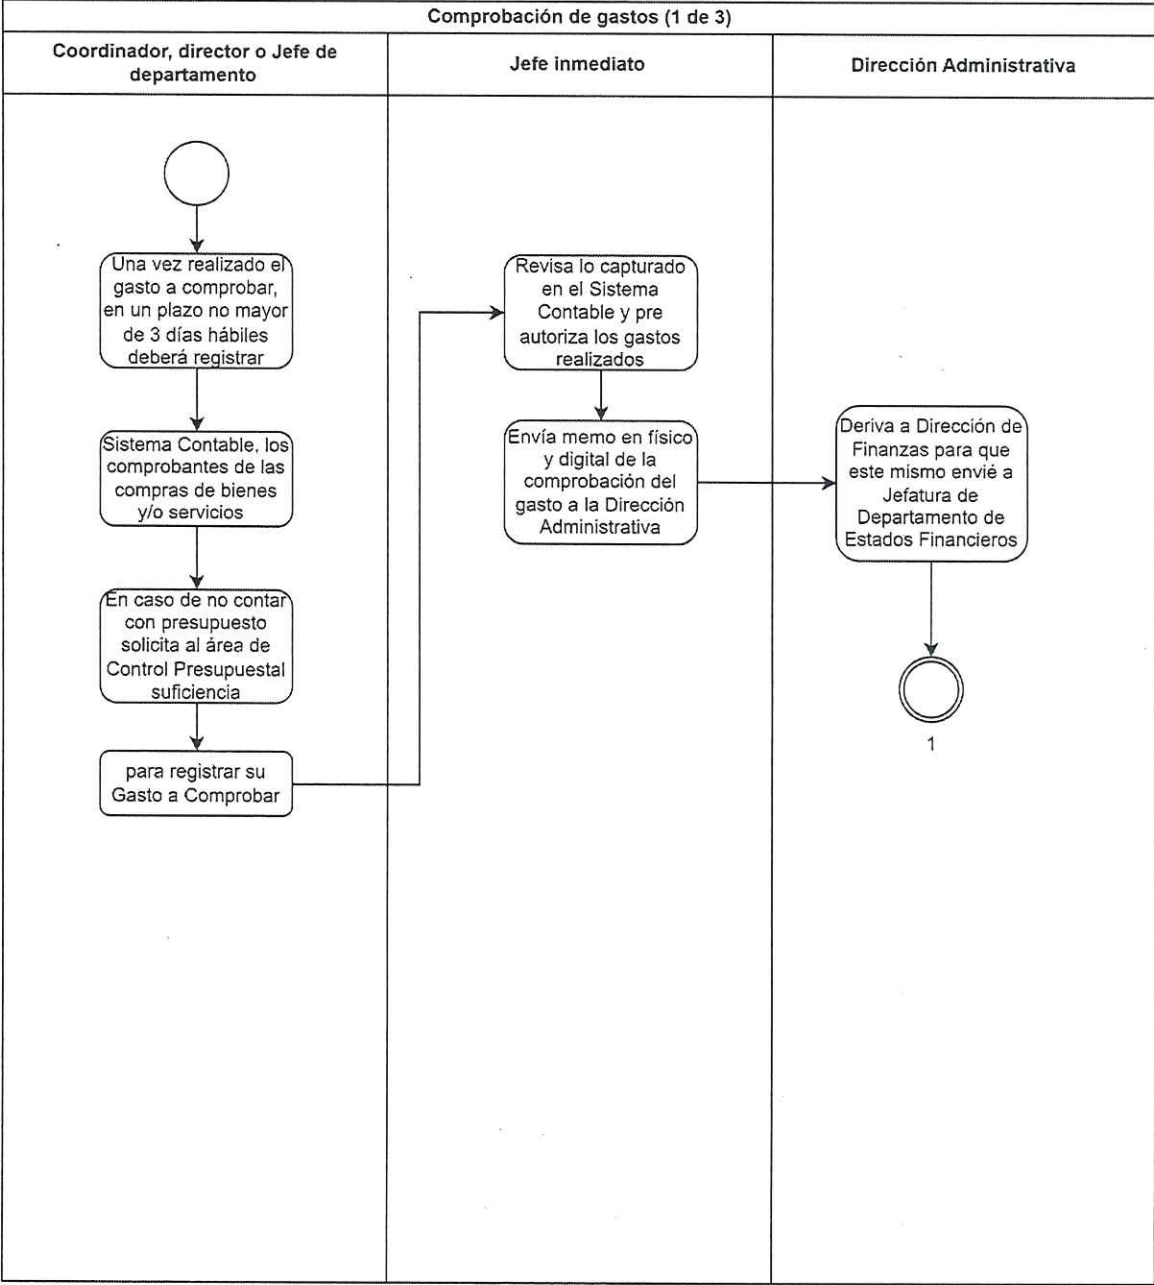 Comprobación de gastos (1 de 3)
Coordinador, director o Jefe de
departamento
Jefe inmediato
Dirección Administrativa
Una vez realizado el
gasto a comprobar,
en un plazo no mayor
de 3 días hábiles
deberá registrar
Sistema Contable, los
comprobantes de las
compras de bienes
y/o servicios
En caso de no contar
con presupuesto
solicita al área de
Control Presupuestal
suficiencia
para registrar su
Gasto a Comprobar
Revisa lo capturado
en el Sistema
Contable y pre
autoriza los gastos
realizados
Envía memo en físico
y digital de la
comprobación del
gasto a la Dirección
Administrativa
Deriva a Dirección de
Finanzas para que
este mismo envié a
Jefatura de
Departamento de
Estados Financieros
1